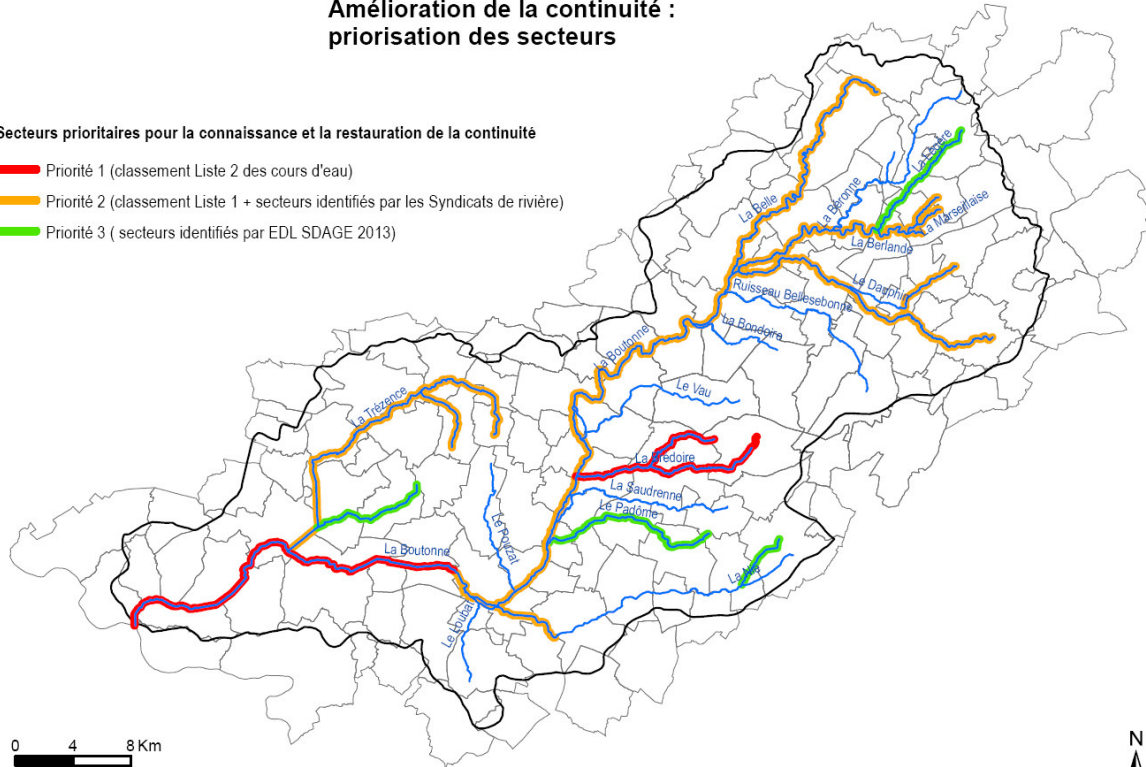 Amélioration de la continuité :
priorisation des secteurs
Secteurs prioritaires pour la connaissance et la restauration de la continuité
Priorité 1 (classement Liste 2 des cours d'eau)
Priorité 2 (classement Liste 1 + secteurs identifiés par les Syndicats de rivière)
Priorité 3 ( secteurs identifiés par EDL SDAGE 2013)
La Légère
La Béronne
La Belle
La Marseillaise
La Berlande
Le Dauphin
Ruisseau Bellesebonne
La Bondoire
La Boutonne
Le Vau
La Trézence
La Brédoire
La Saudrenne
Le Padôme
Le Pouzat
La Boutonne
La Nie
Le Loubat
0 4 8 Km
N